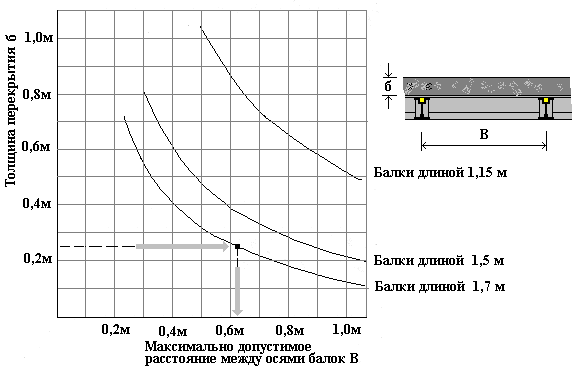 Толщина перекрытия б
1,0м
0,8м
0,6м
0,4м
0,2м
0,2м 0,4м 0,6м 0,8м 1,0м
Максимально допустимое
расстояние между осями балок В
б
В
Балки длиной 1,15 м
Балки длиной 1,5 м
Балки длиной 1,7 м